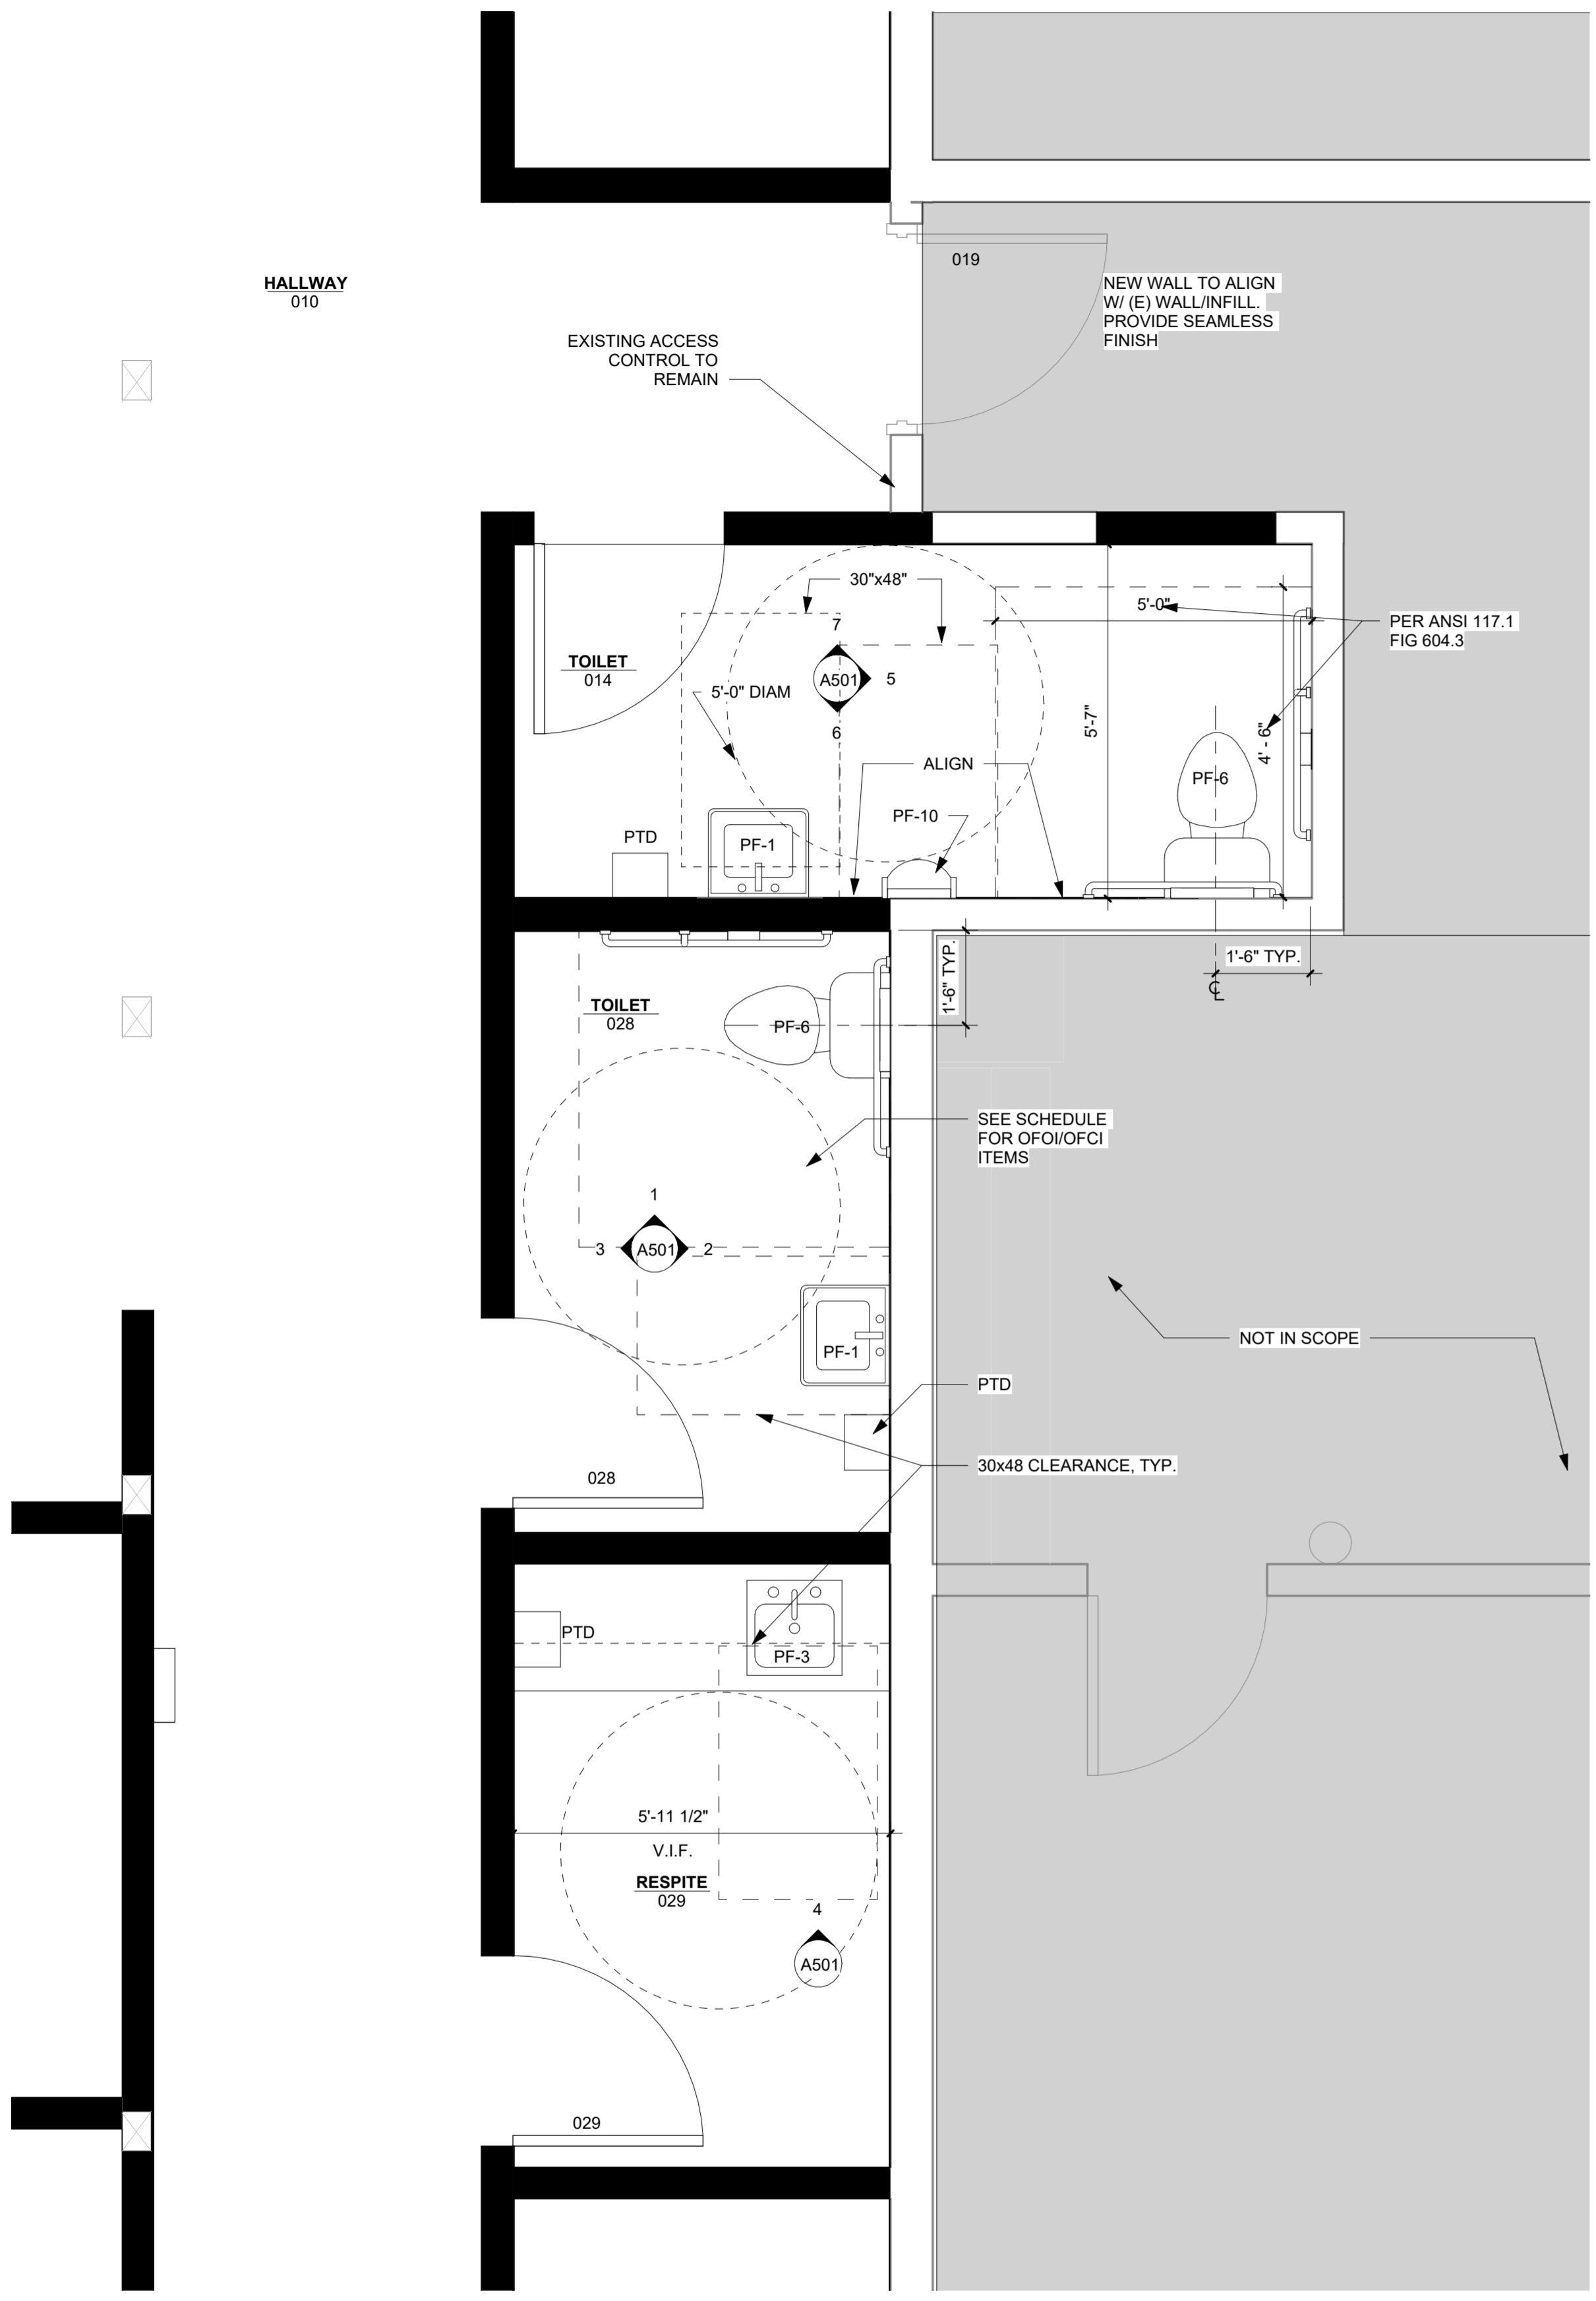 019
HALLWAY
010
NEW WALL TO ALIGN
W/ (E) WALL/INFILL.
PROVIDE SEAMLESS
FINISH
EXISTING ACCESS
CONTROL TO
REMAIN
30"x48"
5'-0"
PER ANSI 117.1
FIG 604.3
7
TOILET
014
A501
5
5'-0" DIAM
6
5'-7"
4' - 6"
ALIGN
PF-6
PF-10
PTD
PF-1
1'-6" TYP.
1'-6" TYP.
℄
TOILET
028
PF-6
SEE SCHEDULE
FOR OFOI/OFCI
ITEMS
1
3
A501
2
NOT IN SCOPE
PF-1
PTD
30x48 CLEARANCE, TYP.
028
PTD
PF-3
5'-11 1/2"
V.I.F.
RESPITE
029
4
A501
029